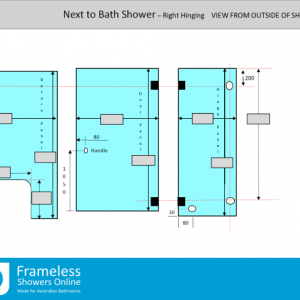 Next to Bath Shower – Right Hinging VIEW FROM OUTSIDE OF SH
200
Return panel
Door panel
Hinge panel
80
Handle
1050
30
80
Frameless
Showers Online
Made for Australian Bathrooms